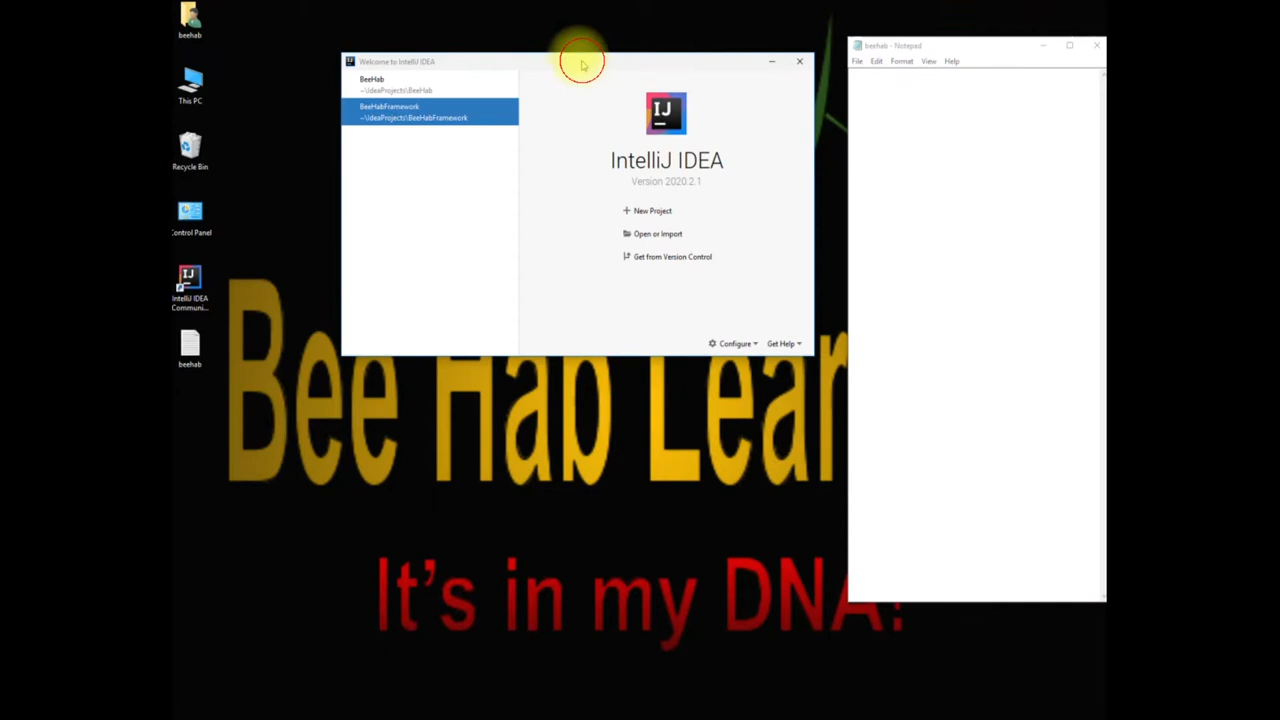 beehab
This PC
Recycle Bin
Control Panel
IntelliJ IDEA
Communi...
beehab
Welcome to IntelliJ IDEA
BeeHab
~\IdeaProjects\BeeHab
BeeHabFramework
~\IdeaProjects\BeeHabFramework
IJ
IntelliJ IDEA
Version 2020.2.1
New Project
Open or Import
Get from Version Control
Configure
Get Help
beehab - Notepad
File Edit Format View Help
Bee Hab Lear
It's in my DNA!